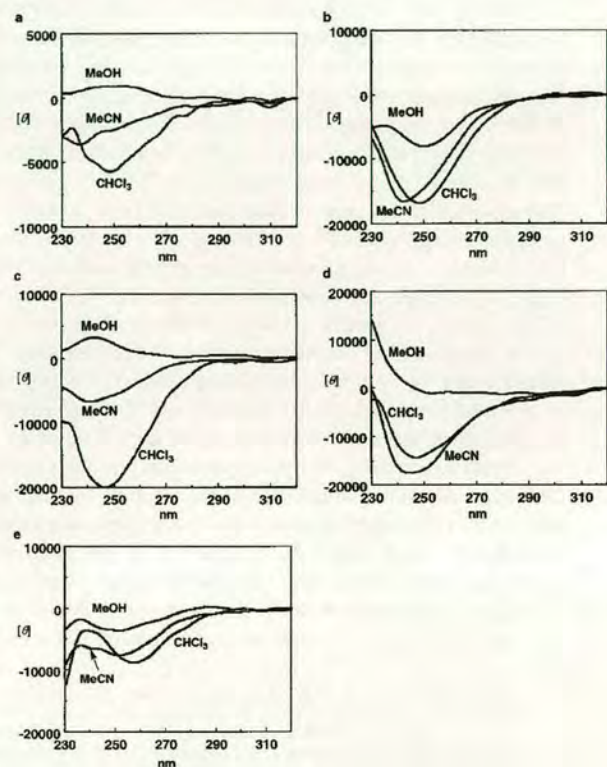 a
5000
MeOH
0
[θ]
MeCN
-5000
CHCl3
-10000
230 250 270 290 310
nm
b
10000
0
MeOH
[θ]
-10000
CHCl3
MeCN
-20000
230 250 270 290 310
nm
c
10000
MeOH
0
[θ]
MeCN
-10000
CHCl3
-20000
230 250 270 290 310
nm
d
20000
10000
MeOH
[θ]
0
CHCl3
-10000
MeCN
-20000
230 250 270 290 310
nm
e
10000
0
MeOH
[θ]
CHCl3
-10000
MeCN
-20000
230 250 270 290 310
nm